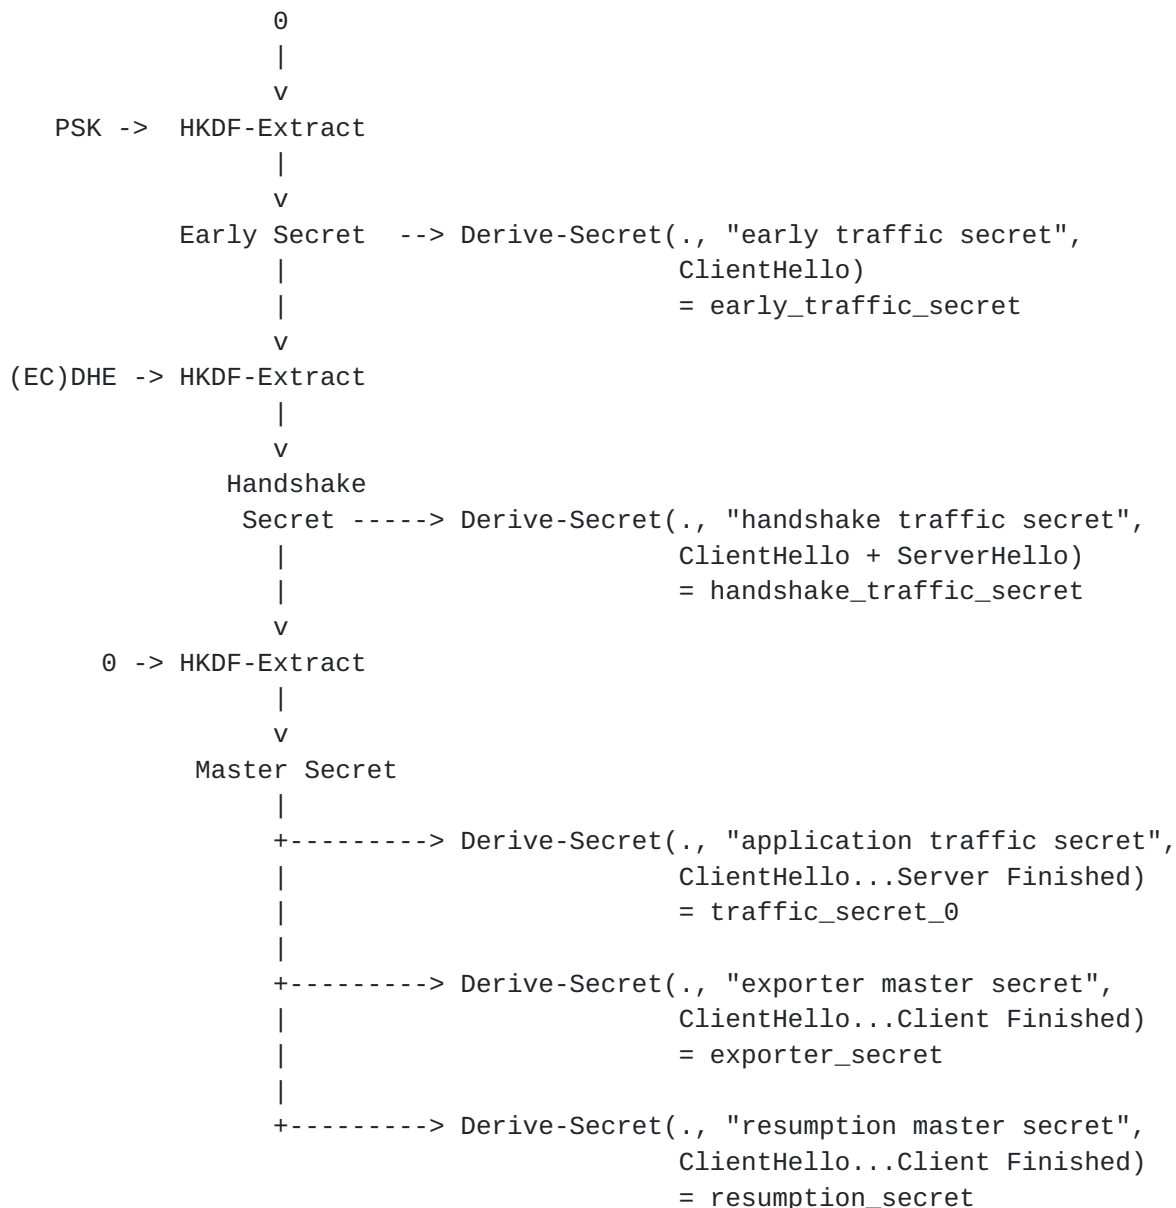 0
                 |
                 v
   PSK ->  HKDF-Extract
                 |
                 v
           Early Secret  --> Derive-Secret(., "early traffic secret",
                 |                         ClientHello)
                 |                         = early_traffic_secret
                 v
(EC)DHE -> HKDF-Extract
                 |
                 v
              Handshake
               Secret -----> Derive-Secret(., "handshake traffic secret",
                 |                         ClientHello + ServerHello)
                 |                         = handshake_traffic_secret
                 v
      0 -> HKDF-Extract
                 |
                 v
            Master Secret
                 |
                 +---------> Derive-Secret(., "application traffic secret",
                 |                         ClientHello...Server Finished)
                 |                         = traffic_secret_0
                 |
                 +---------> Derive-Secret(., "exporter master secret",
                 |                         ClientHello...Client Finished)
                 |                         = exporter_secret
                 |
                 +---------> Derive-Secret(., "resumption master secret",
                                           ClientHello...Client Finished)
                                           = resumption_secret